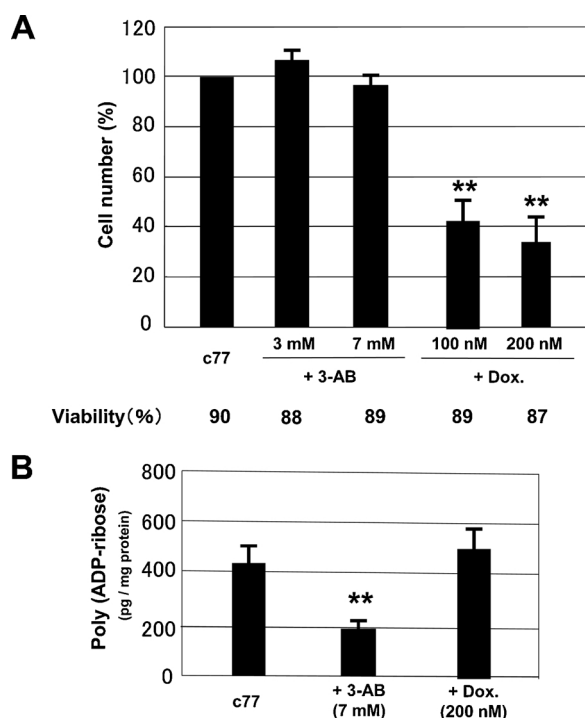 A
Cell number (%)
120
100
80
60
40
20
0
**
**
c77
3 mM
7 mM
100 nM
200 nM
+ 3-AB
+ Dox.
Viability(%)
90
88
89
89
87
B
Poly (ADP-ribose)
(pg / mg protein)
800
600
400
200
0
**
c77
+ 3-AB
(7 mM)
+ Dox.
(200 nM)